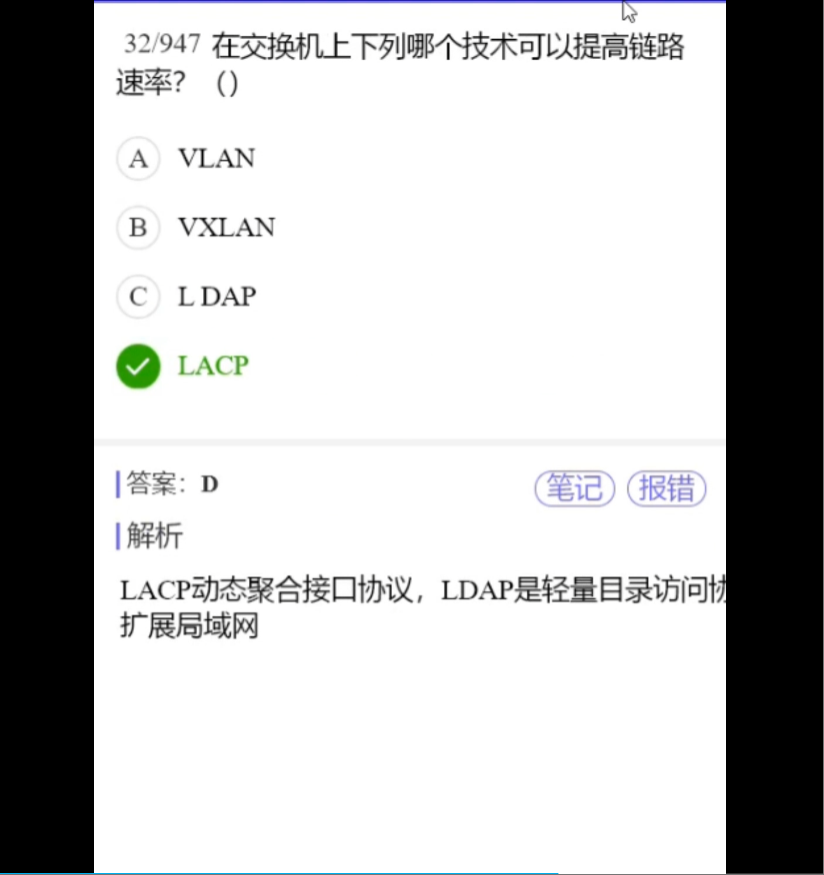 32/947 在交换机上下列哪个技术可以提高链路
速率？（）
A VLAN
B VXLAN
C L DAP
LACP
答案：D
笔记 报错
解析
LACP动态聚合接口协议，LDAP是轻量目录访问协
扩展局域网